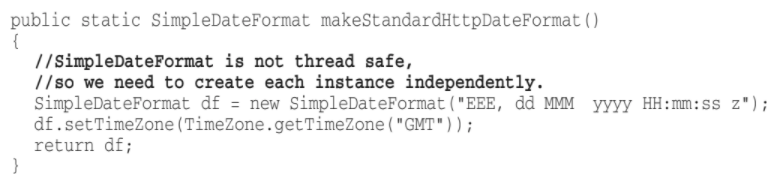 public static SimpleDateFormat makeStandardHttpDateFormat()
{
//SimpleDateFormat is not thread safe,
//so we need to create each instance independently.
SimpleDateFormat df = new SimpleDateFormat("EEE, dd MMM  yyyy HH:mm:ss z");
df.setTimeZone(TimeZone.getTimeZone("GMT"));
return df;
}